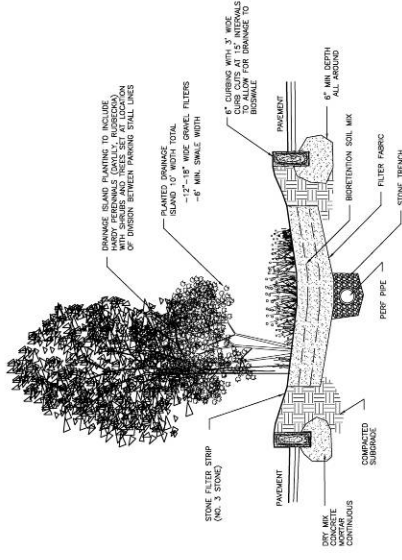 DRAINAGE ISLAND PLANTING TO INCLUDE
HARDY PERENNIALS (DAYLILY, RUDBECKIA)
WITH SHRUBS AND TREES SET AT LOCATION
OF DIVISION BETWEEN PARKING STALL LINES
PLANTED DRAINAGE
ISLAND 10' WIDTH TOTAL
-12"-18" WIDE GRAVEL FILTERS
-6' MIN. SWALE WIDTH
6" CURBING WITH 3' WIDE
CURB CUTS AT 15' INTERVALS
TO ALLOW FOR DRAINAGE TO
BIOSWALE
STONE FILTER STRIP
(NO. 3 STONE)
PAVEMENT
PAVEMENT
DRY MIX
CONCRETE
MORTAR
CONTINUOUS
COMPACTED
SUBGRADE
PERF PIPE
STONE TRENCH
FILTER FABRIC
BIORETENTION SOIL MIX
6" MIN DEPTH
ALL AROUND